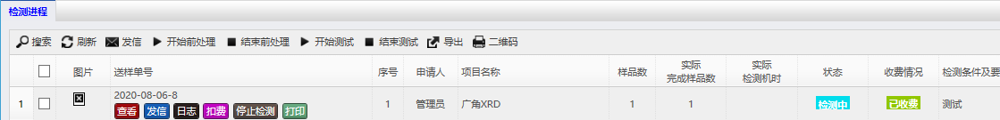 检测进程
搜索 刷新 发信 开始前处理 结束前处理 开始测试 结束测试 导出 二维码
图片 送样单号 序号 申请人 项目名称 样品数 实际完成样品数 实际检测机时 状态 收费情况 检测条件及要
1 2020-08-06-8 1 管理员 广角XRD 1 1 检测中 已收费 测试
查看 发信 日志 扣费 停止检测 打印